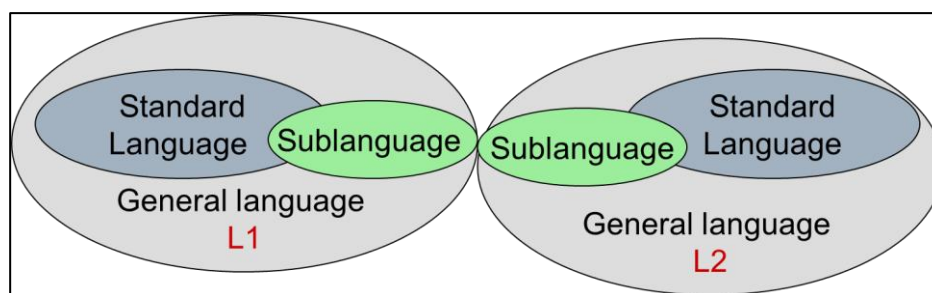 Standard
Language
Sublanguage
General language
L1
Standard
Language
Sublanguage
General language
L2